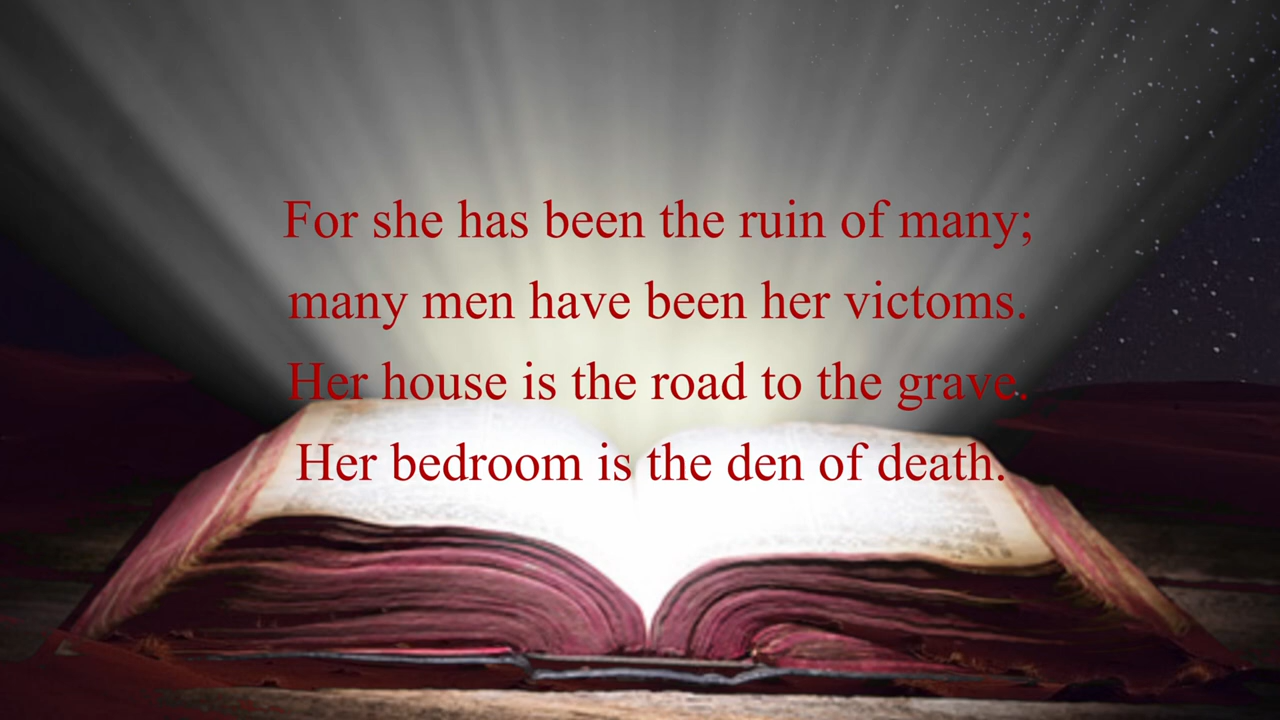 For she has been the ruin of many;
many men have been her victoms.
Her house is the road to the grave.
Her bedroom is the den of death.